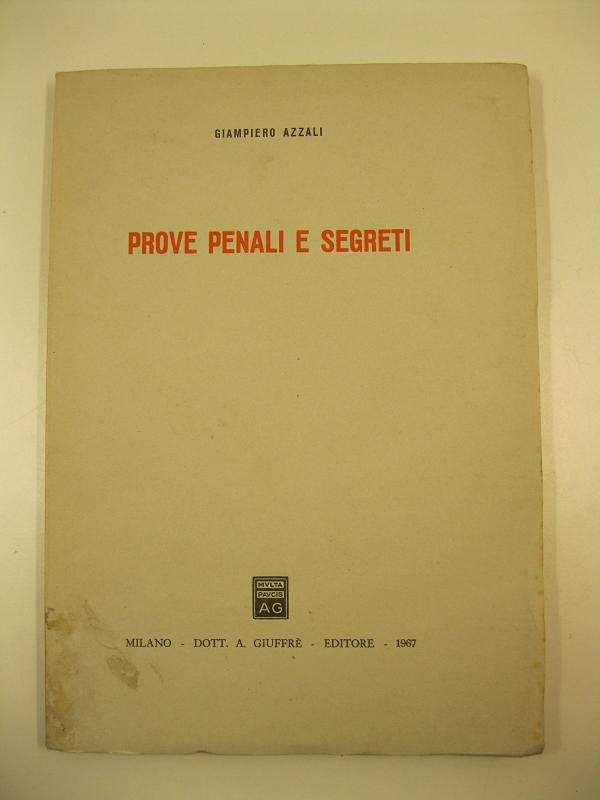 GIAMPIERO AZZALI
PROVE PENALI E SEGRETI
MVLTA
PAVCIS
AG
MILANO - DOTT. A. GIUFFRÈ - EDITORE - 1967